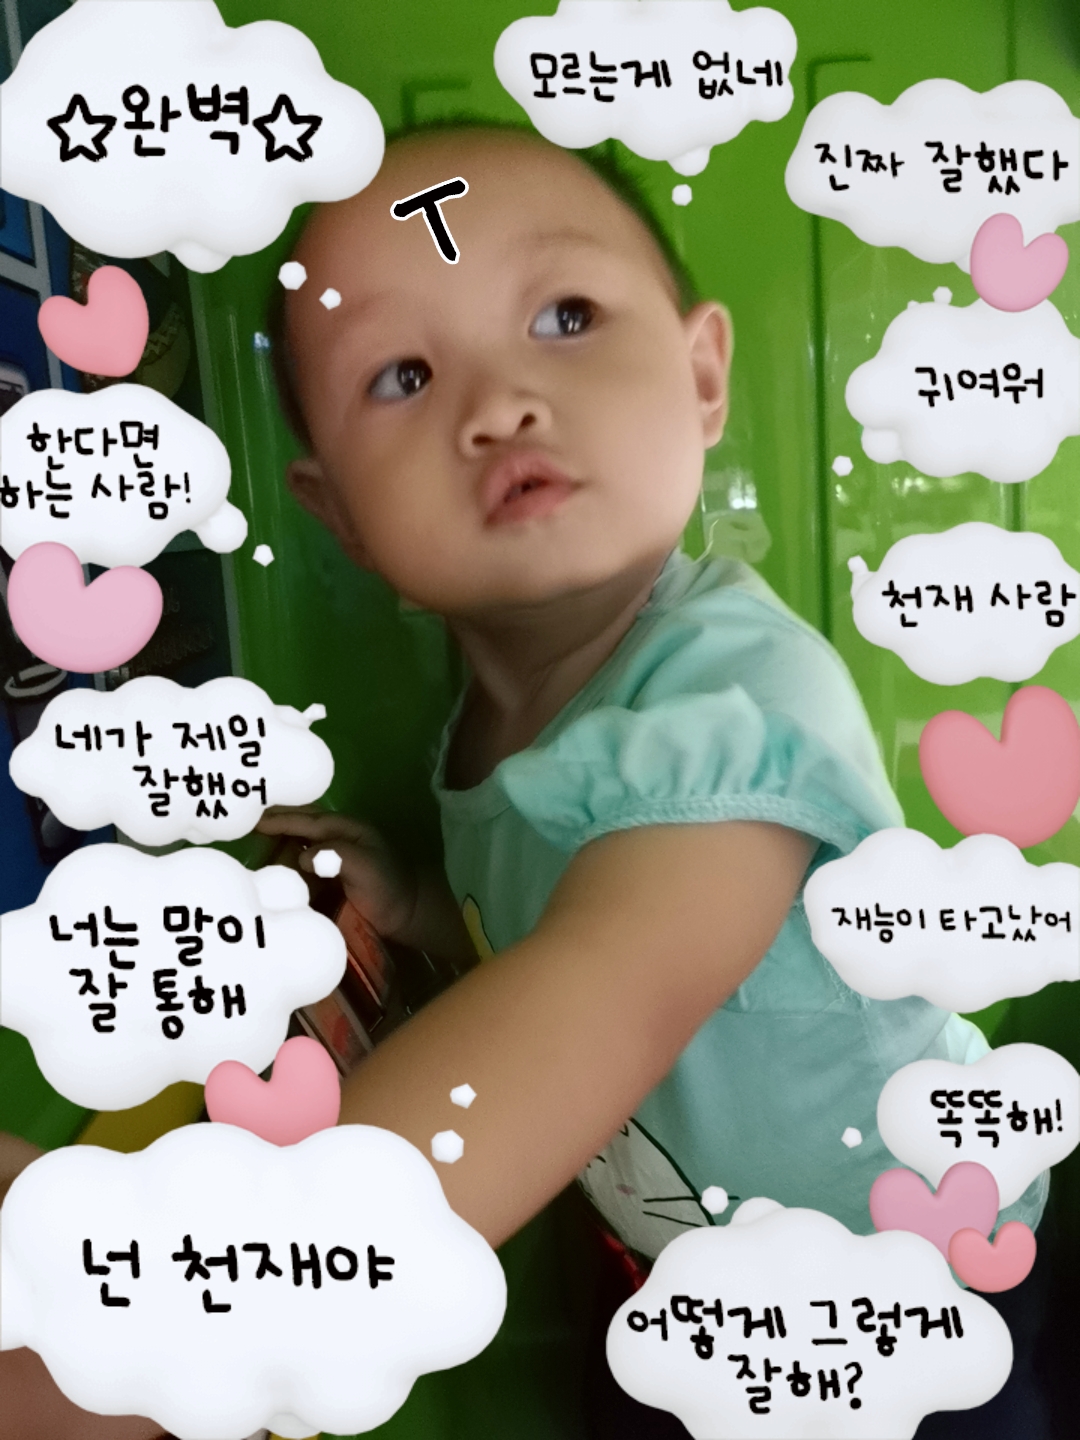 ☆완벽☆
모르는게 없네
진짜 잘했다
귀여워
한다면
하는 사람!
천재 사람
네가 제일
잘했어
너는 말이
잘 통해
재능이 타고났어
똑똑해!
넌 천재야
어떻게 그렇게
잘해?